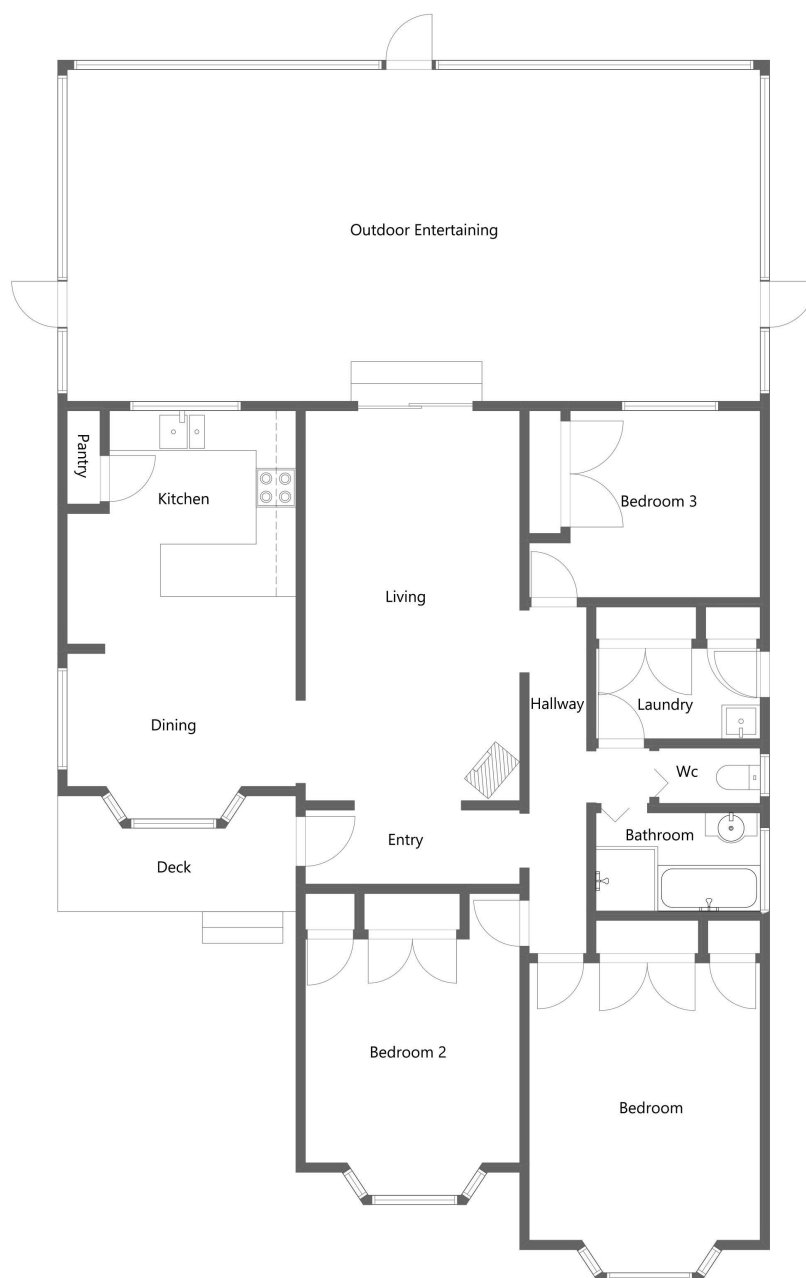 Outdoor Entertaining
Pantry
Kitchen
Bedroom 3
Living
Hallway
Laundry
Dining
Wc
Bathroom
Entry
Deck
Bedroom 2
Bedroom